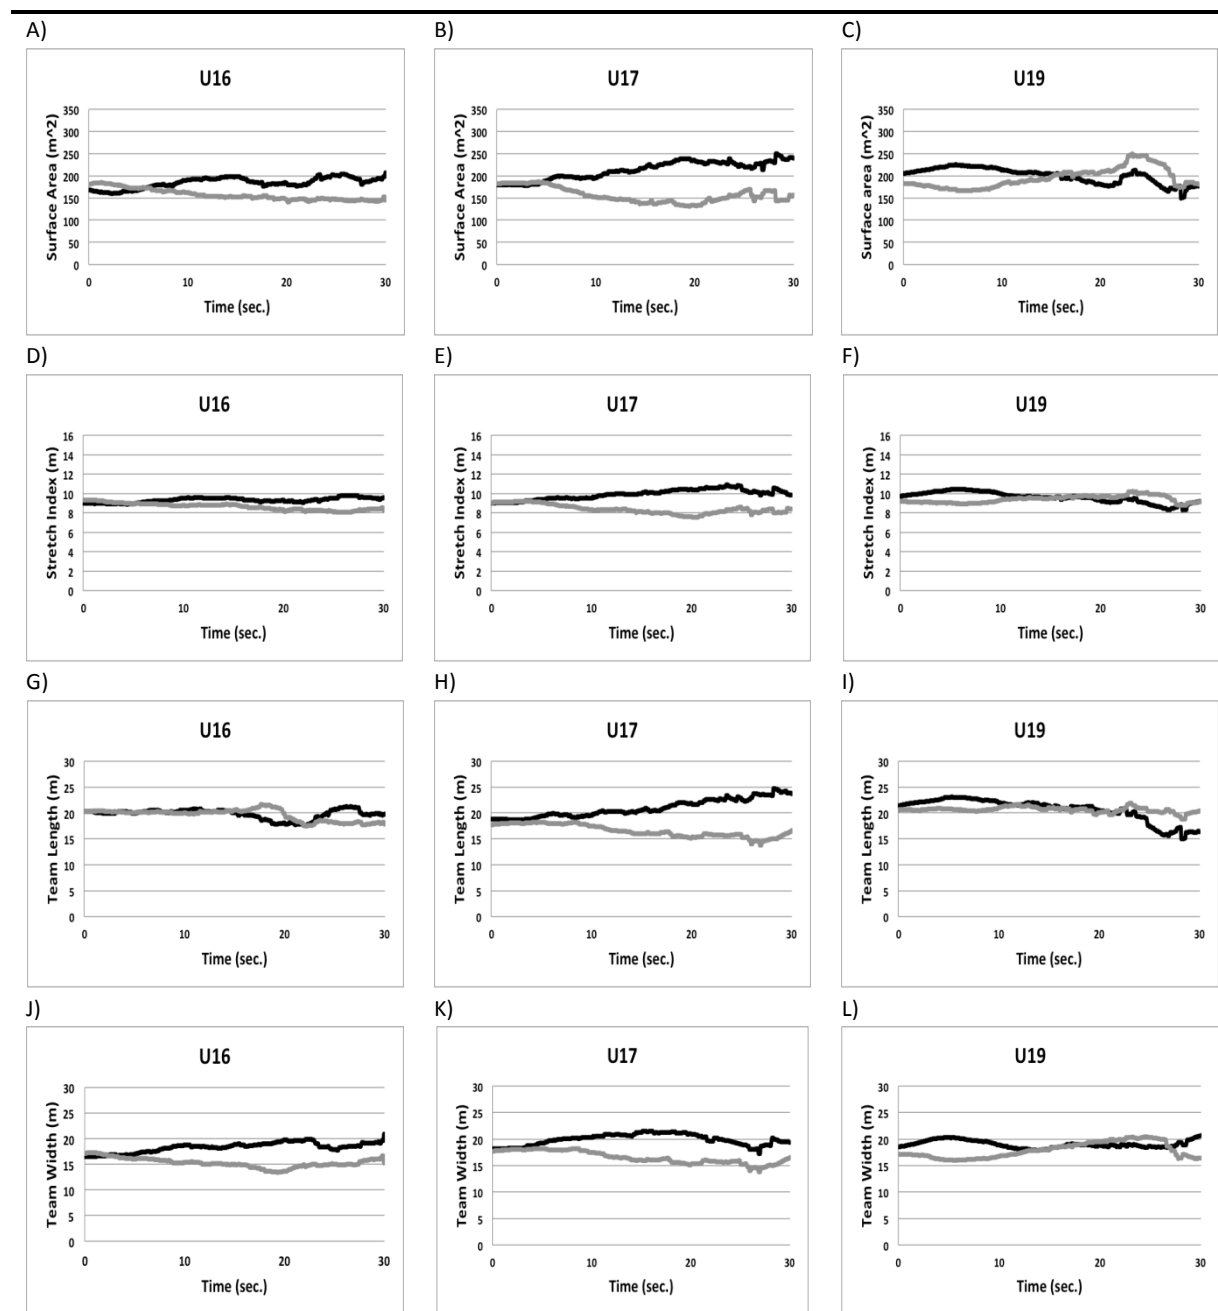 A)
U16
Surface Area (m^2)
350
300
250
200
150
100
50
0
0 10 20 30
Time (sec.)
B)
U17
Surface Area (m^2)
350
300
250
200
150
100
50
0
0 10 20 30
Time (sec.)
C)
U19
Surface area (m^2)
350
300
250
200
150
100
50
0
0 10 20 30
Time (sec.)
D)
U16
Stretch Index (m)
16
14
12
10
8
6
4
2
0
0 10 20 30
Time (sec.)
E)
U17
Stretch Index (m)
16
14
12
10
8
6
4
2
0
0 10 20 30
Time (sec.)
F)
U19
Stretch Index (m)
16
14
12
10
8
6
4
2
0
0 10 20 30
Time (sec.)
G)
U16
Team Length (m)
30
25
20
15
10
5
0
0 10 20 30
Time (sec.)
H)
U17
Team Length (m)
30
25
20
15
10
5
0
0 10 20 30
Time (sec.)
I)
U19
Team Length (m)
30
25
20
15
10
5
0
0 10 20 30
Time (sec.)
J)
U16
Team Width (m)
30
25
20
15
10
5
0
0 10 20 30
Time (sec.)
K)
U17
Team Width (m)
30
25
20
15
10
5
0
0 10 20 30
Time (sec.)
L)
U19
Team Width (m)
30
25
20
15
10
5
0
0 10 20 30
Time (sec.)